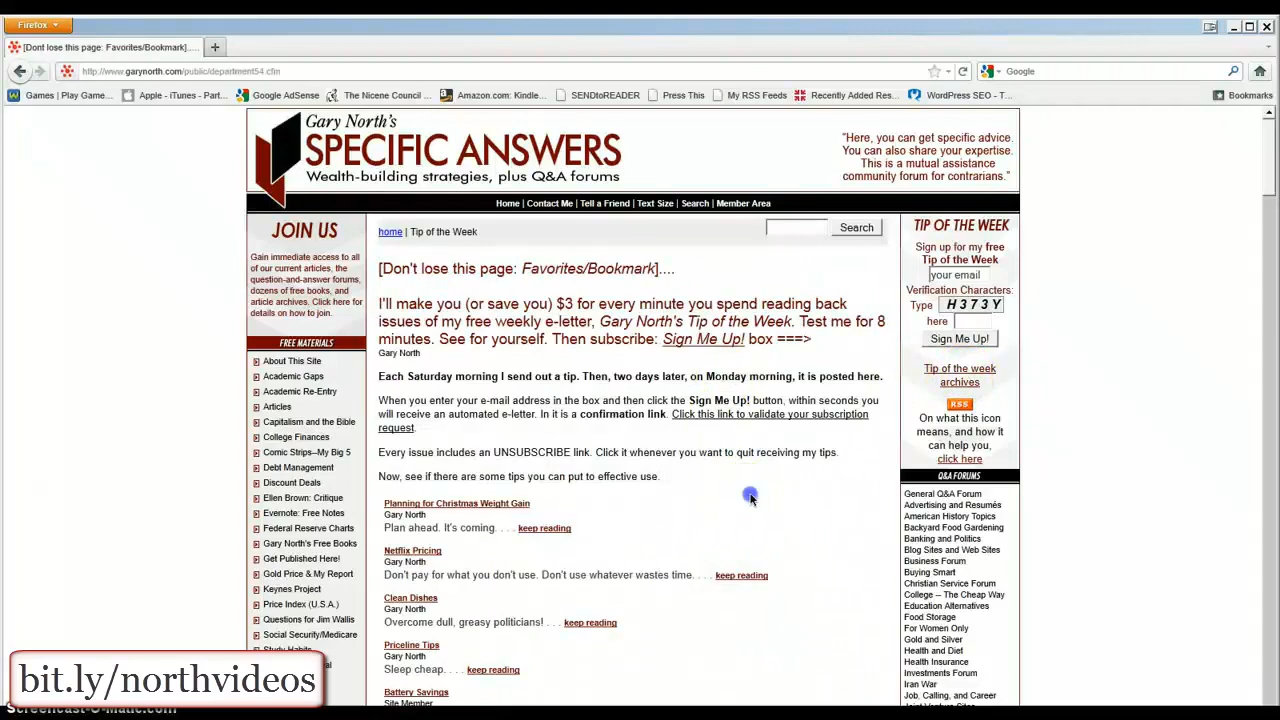 Firefox
[Dont lose this page: Favorites/Bookmark]....
http://www.garynorth.com/public/department54.cfm
Google
Games | Play Game...
Apple - iTunes - Part...
Google AdSense
The Nicene Council ...
Amazon.com: Kindle...
SENDtoREADER
Press This
My RSS Feeds
Recently Added Res...
WordPress SEO - T...
Bookmarks
Gary North's
SPECIFIC ANSWERS
Wealth-building strategies, plus Q&A forums
"Here, you can get specific advice.
You can also share your expertise.
This is a mutual assistance
community forum for contrarians."
Home | Contact Me | Tell a Friend | Text Size | Search | Member Area
JOIN US
Gain immediate access to all
of our current articles, the
question-and-answer forums,
dozens of free books, and
article archives. Click here for
details on how to join.
FREE MATERIALS
About This Site
Academic Gaps
Academic Re-Entry
Articles
Capitalism and the Bible
College Finances
Comic Strips--My Big 5
Debt Management
Discount Deals
Ellen Brown: Critique
Evernote: Free Notes
Federal Reserve Charts
Gary North's Free Books
Get Published Here!
Gold Price & My Report
Keynes Project
Price Index (U.S.A.)
Questions for Jim Wallis
Social Security/Medicare
home | Tip of the Week
Search
[Don't lose this page: Favorites/Bookmark]....
I'll make you (or save you) $3 for every minute you spend reading back
issues of my free weekly e-letter, Gary North's Tip of the Week. Test me for 8
minutes. See for yourself. Then subscribe: Sign Me Up! box ===>
Gary North
Each Saturday morning I send out a tip. Then, two days later, on Monday morning, it is posted here.
When you enter your e-mail address in the box and then click the Sign Me Up! button, within seconds you
will receive an automated e-letter. In it is a confirmation link. Click this link to validate your subscription
request.
Every issue includes an UNSUBSCRIBE link. Click it whenever you want to quit receiving my tips.
Now, see if there are some tips you can put to effective use.
Planning for Christmas Weight Gain
Gary North
Plan ahead. It's coming. . . . keep reading
Netflix Pricing
Gary North
Don't pay for what you don't use. Don't use whatever wastes time. . . . keep reading
Clean Dishes
Gary North
Overcome dull, greasy politicians! . . . keep reading
Priceline Tips
Gary North
Sleep cheap. . . . keep reading
Battery Savings
Site Member
TIP OF THE WEEK
Sign up for my free
Tip of the Week
your email
Verification Characters:
Type H373Y
here
Sign Me Up!
Tip of the week
archives
RSS
On what this icon
means, and how it
can help you,
click here
Q&A FORUMS
General Q&A Forum
Advertising and Resumés
American History Topics
Backyard Food Gardening
Banking and Politics
Blog Sites and Web Sites
Business Forum
Buying Smart
Christian Service Forum
College -- The Cheap Way
Education Alternatives
Food Storage
For Women Only
Gold and Silver
Health and Diet
Health Insurance
Investments Forum
Iran War
Job, Calling, and Career
bit.ly/northvideos